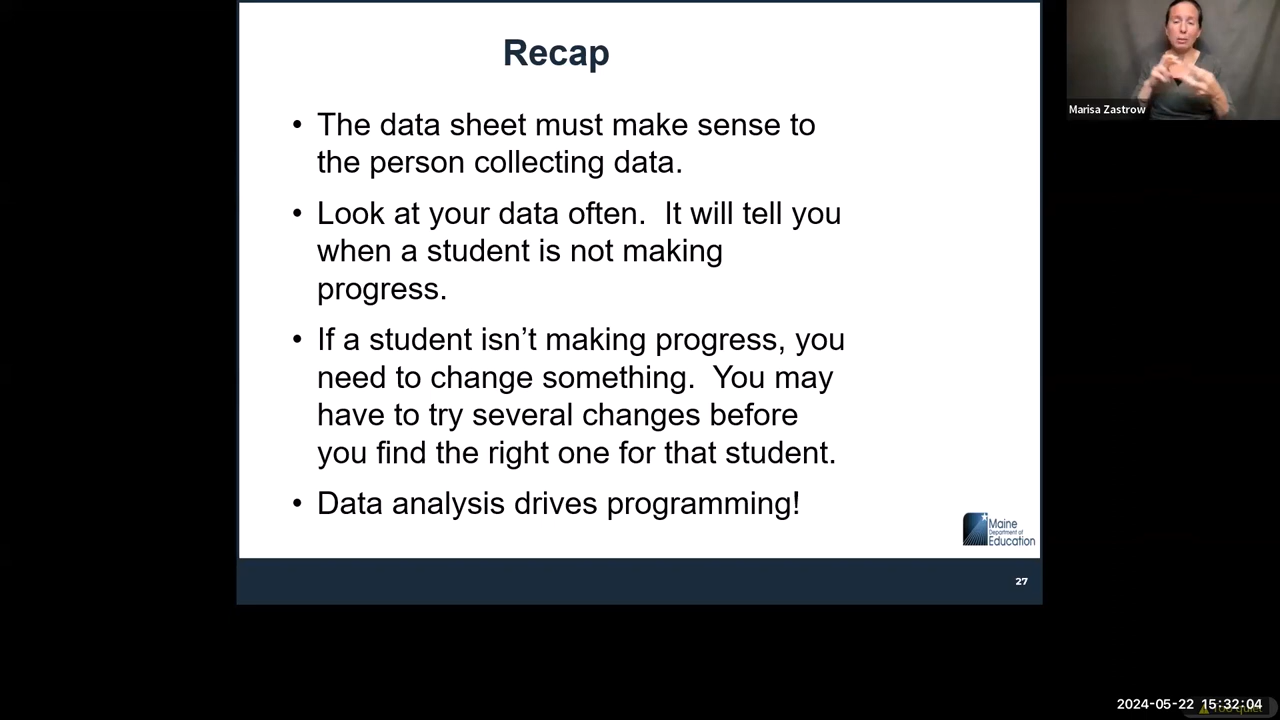 Recap
• The data sheet must make sense to
the person collecting data.
• Look at your data often.  It will tell you
when a student is not making
progress.
• If a student isn’t making progress, you
need to change something.  You may
have to try several changes before
you find the right one for that student.
• Data analysis drives programming!
Maine
Department of
Education
27
Marisa Zastrow
2024-05-22 15:32:04